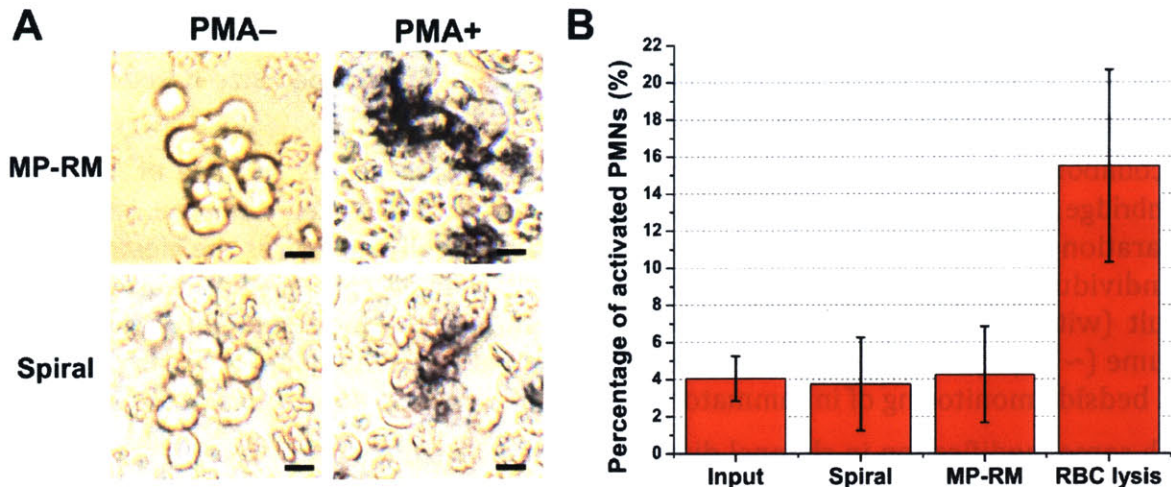 A
PMA–
PMA+
MP-RM
Spiral
B
Percentage of activated PMNs (%)
22
20
18
16
14
12
10
8
6
4
2
0
Input
Spiral
MP-RM
RBC lysis